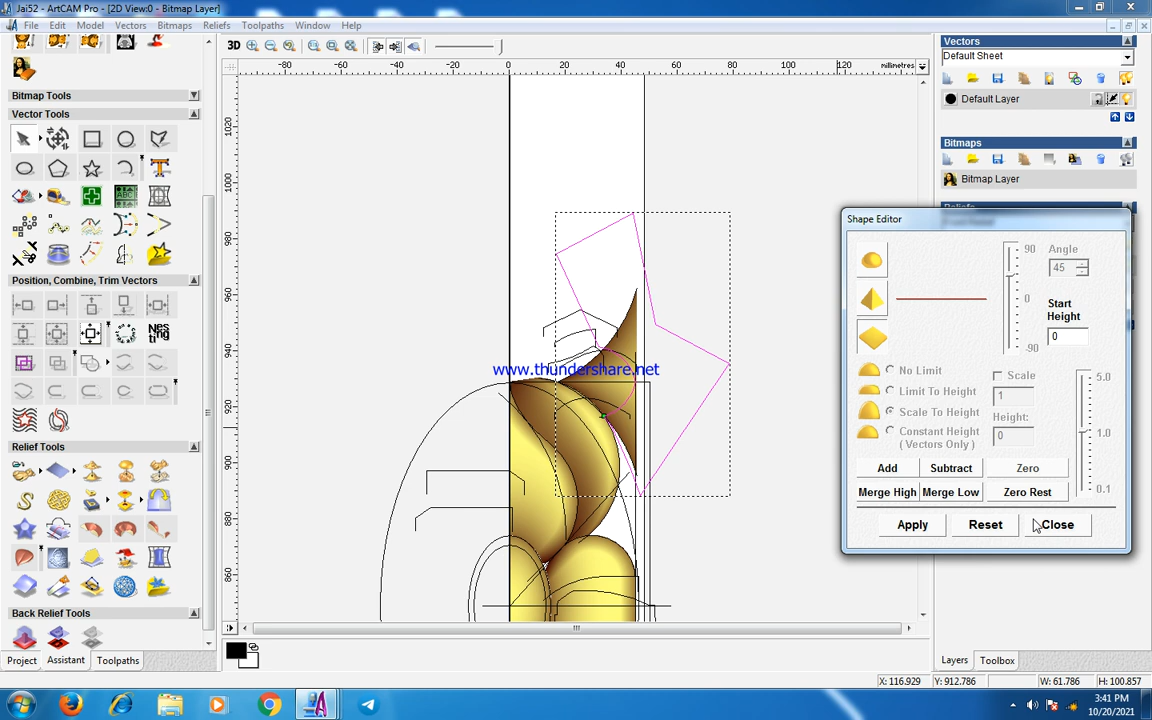 Jai52 - ArtCAM Pro - [2D View:0 - Bitmap Layer]
File Edit Model Vectors Bitmaps Reliefs Toolpaths Window Help
3D
Bitmap Tools
Vector Tools
Position, Combine, Trim Vectors
Relief Tools
Back Relief Tools
Project Assistant Toolpaths
-80 -60 -40 -20 0 20 40 60 80 100 120 millimetres
1020
1000
980
960
940
920
900
880
860
www.thundershare.net
Vectors
Default Sheet
Default Layer
Bitmaps
Bitmap Layer
Shape Editor
90
0
-90
Angle
45
Start
Height
0
No Limit
Limit To Height
Scale To Height
Constant Height
( Vectors Only )
Scale
1
Height:
0
5.0
1.0
0.1
Add Subtract Zero
Merge High Merge Low Zero Rest
Apply Reset Close
Layers Toolbox
X: 116.929 Y: 912.786 W: 61.786 H: 100.857
3:41 PM
10/20/2021